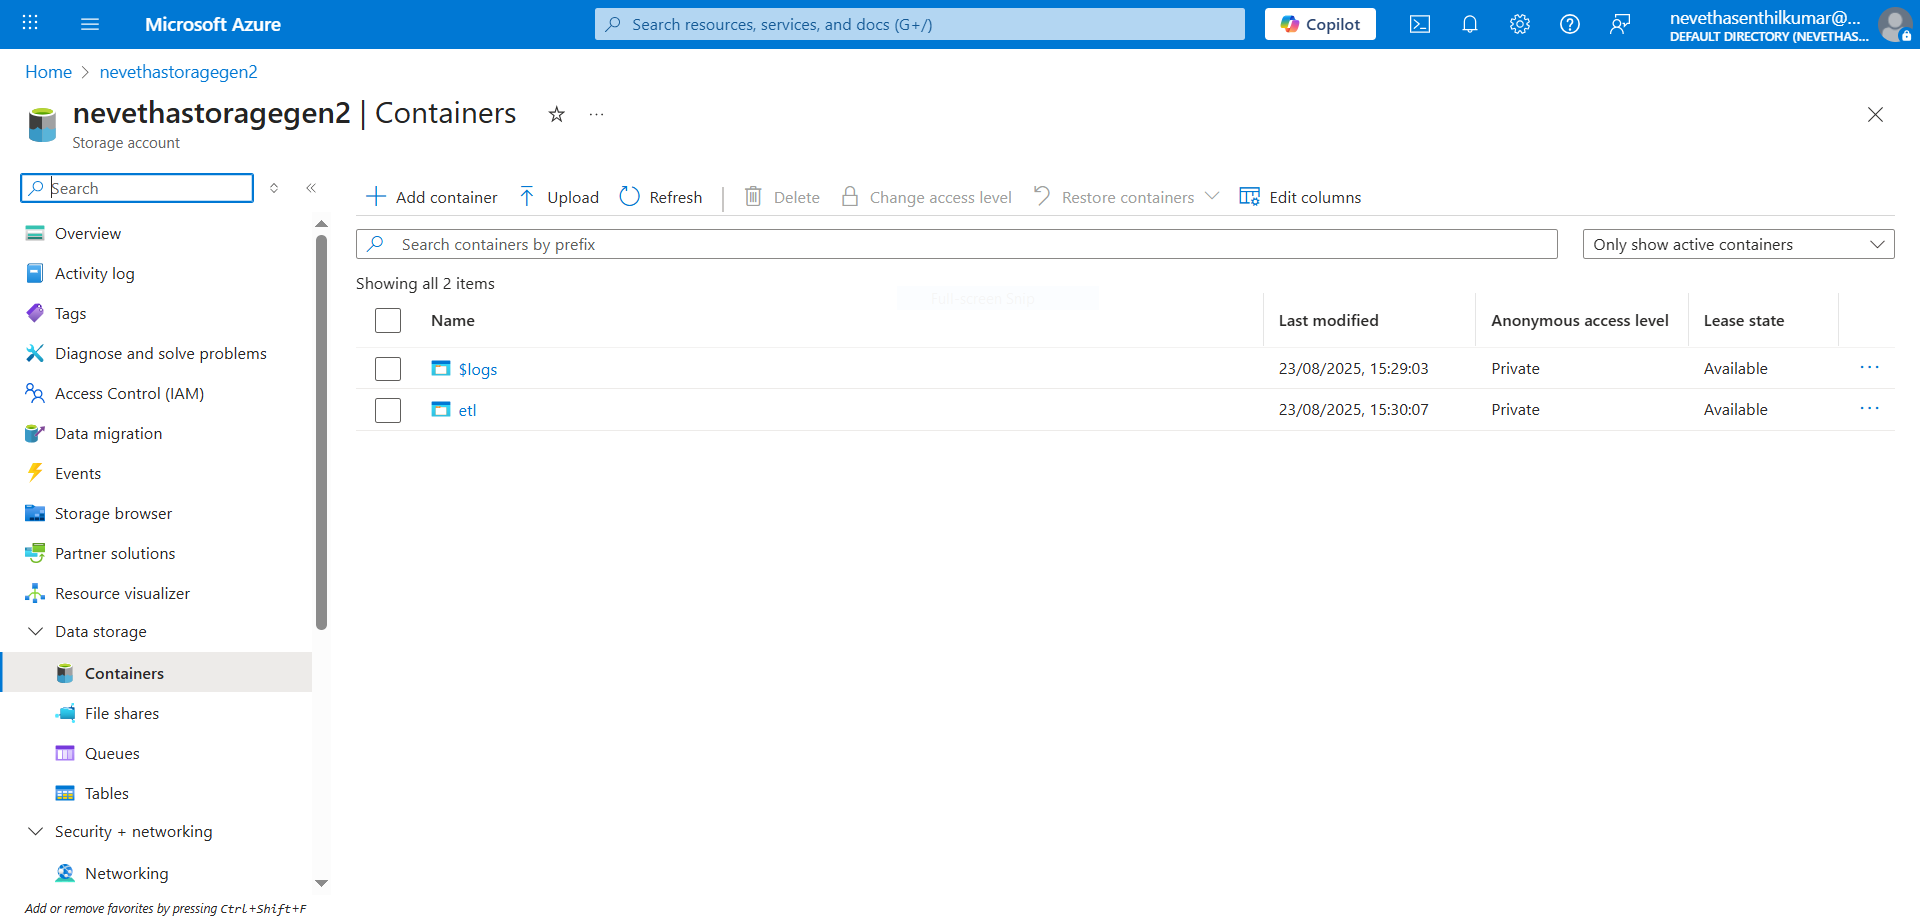 Microsoft Azure
Search resources, services, and docs (G+/)
Copilot
nevethasenthilkumar@...
DEFAULT DIRECTORY (NEVETHAS...
Home > nevethastoragegen2
nevethastoragegen2 | Containers
Storage account
Search
Add container
Upload
Refresh
Delete
Change access level
Restore containers
Edit columns
Search containers by prefix
Only show active containers
Showing all 2 items
Full-screen Snip
Name Last modified Anonymous access level Lease state
$logs 23/08/2025, 15:29:03 Private Available
etl 23/08/2025, 15:30:07 Private Available
Overview
Activity log
Tags
Diagnose and solve problems
Access Control (IAM)
Data migration
Events
Storage browser
Partner solutions
Resource visualizer
Data storage
Containers
File shares
Queues
Tables
Security + networking
Networking
Add or remove favorites by pressing Ctrl+Shift+F